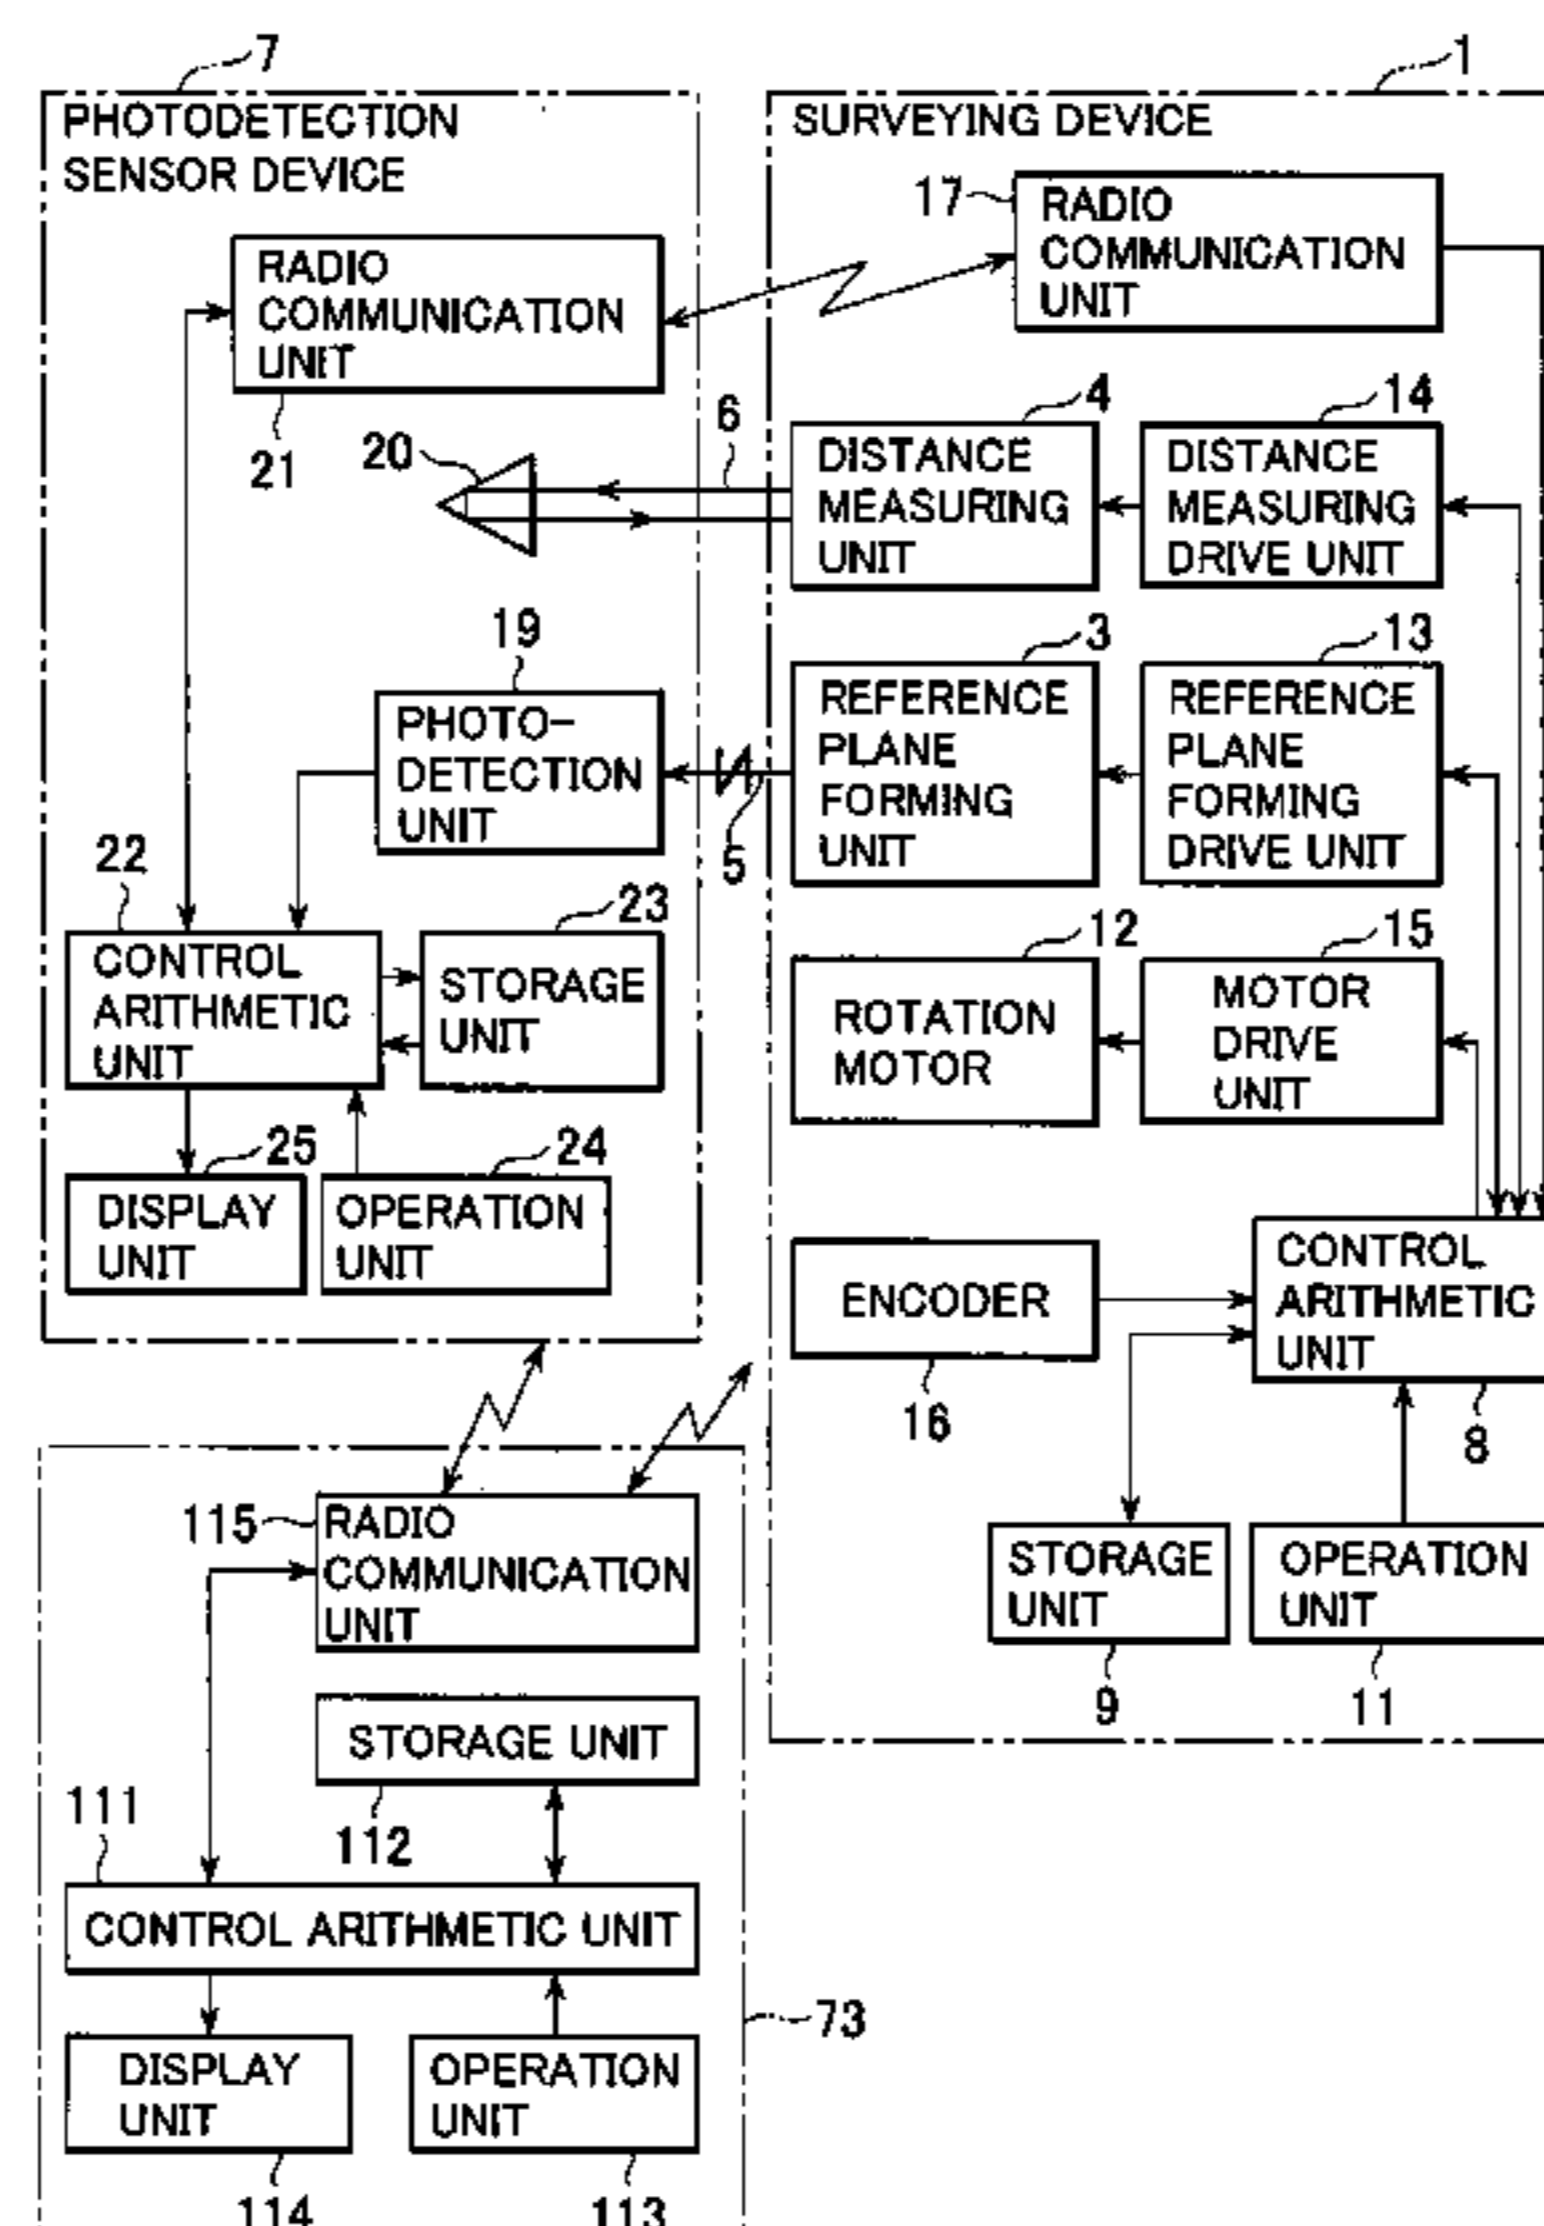 7
PHOTODETECTION
SENSOR DEVICE
RADIO
COMMUNICATION
UNIT
21
20
6
19
PHOTO-
DETECTION
UNIT
5
22
CONTROL
ARITHMETIC
UNIT
23
STORAGE
UNIT
25
DISPLAY
UNIT
24
OPERATION
UNIT
1
SURVEYING DEVICE
17
RADIO
COMMUNICATION
UNIT
4
DISTANCE
MEASURING
UNIT
14
DISTANCE
MEASURING
DRIVE UNIT
3
REFERENCE
PLANE
FORMING
UNIT
13
REFERENCE
PLANE
FORMING
DRIVE UNIT
12
ROTATION
MOTOR
15
MOTOR
DRIVE
UNIT
ENCODER
16
CONTROL
ARITHMETIC
UNIT
8
STORAGE
UNIT
9
OPERATION
UNIT
11
115
RADIO
COMMUNICATION
UNIT
STORAGE UNIT
112
111
CONTROL ARITHMETIC UNIT
73
DISPLAY
UNIT
114
OPERATION
UNIT
113